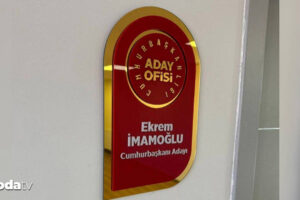 CUMHURBAŞKANLIĞI
ADAY
OFİSİ
Ekrem
İMAMOĞLU
Cumhurbaşkanı Adayı
odatv